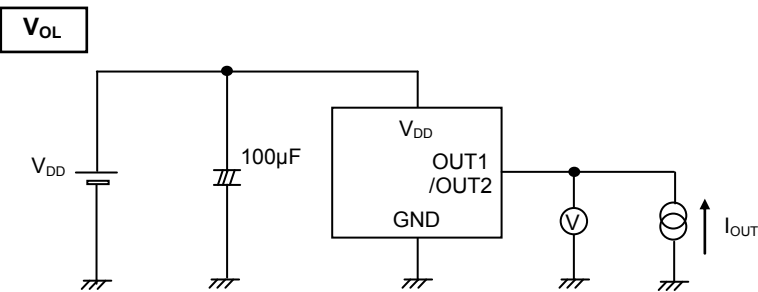 VOL
VDD
100µF
VDD
OUT1
/OUT2
GND
V
IOUT